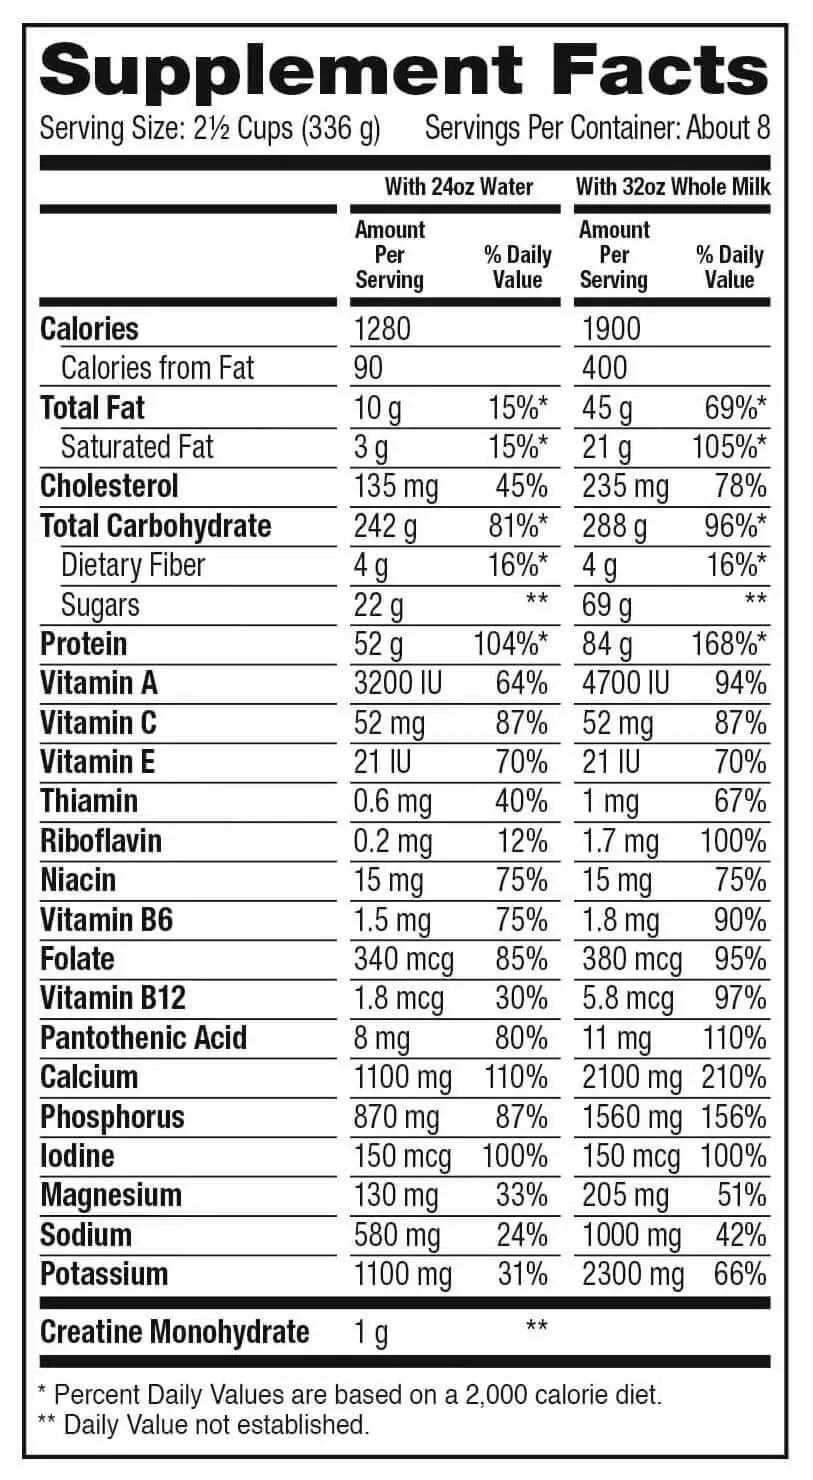 Supplement Facts
Serving Size: 2½ Cups (336 g) Servings Per Container: About 8
With 24oz Water With 32oz Whole Milk
Amount Per Serving % Daily Value Amount Per Serving % Daily Value
Calories 1280 1900
Calories from Fat 90 400
Total Fat 10 g 15%* 45 g 69%*
Saturated Fat 3 g 15%* 21 g 105%*
Cholesterol 135 mg 45% 235 mg 78%
Total Carbohydrate 242 g 81%* 288 g 96%*
Dietary Fiber 4 g 16%* 4 g 16%*
Sugars 22 g ** 69 g **
Protein 52 g 104%* 84 g 168%*
Vitamin A 3200 IU 64% 4700 IU 94%
Vitamin C 52 mg 87% 52 mg 87%
Vitamin E 21 IU 70% 21 IU 70%
Thiamin 0.6 mg 40% 1 mg 67%
Riboflavin 0.2 mg 12% 1.7 mg 100%
Niacin 15 mg 75% 15 mg 75%
Vitamin B6 1.5 mg 75% 1.8 mg 90%
Folate 340 mcg 85% 380 mcg 95%
Vitamin B12 1.8 mcg 30% 5.8 mcg 97%
Pantothenic Acid 8 mg 80% 11 mg 110%
Calcium 1100 mg 110% 2100 mg 210%
Phosphorus 870 mg 87% 1560 mg 156%
Iodine 150 mcg 100% 150 mcg 100%
Magnesium 130 mg 33% 205 mg 51%
Sodium 580 mg 24% 1000 mg 42%
Potassium 1100 mg 31% 2300 mg 66%
Creatine Monohydrate 1 g **
* Percent Daily Values are based on a 2,000 calorie diet.
** Daily Value not established.